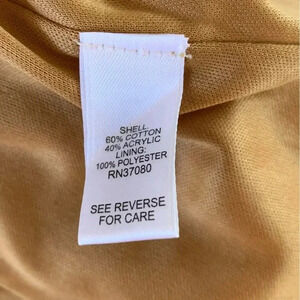 SHELL
60% COTTON
40% ACRYLIC
LINING:
100% POLYESTER
RN37080
SEE REVERSE
FOR CARE